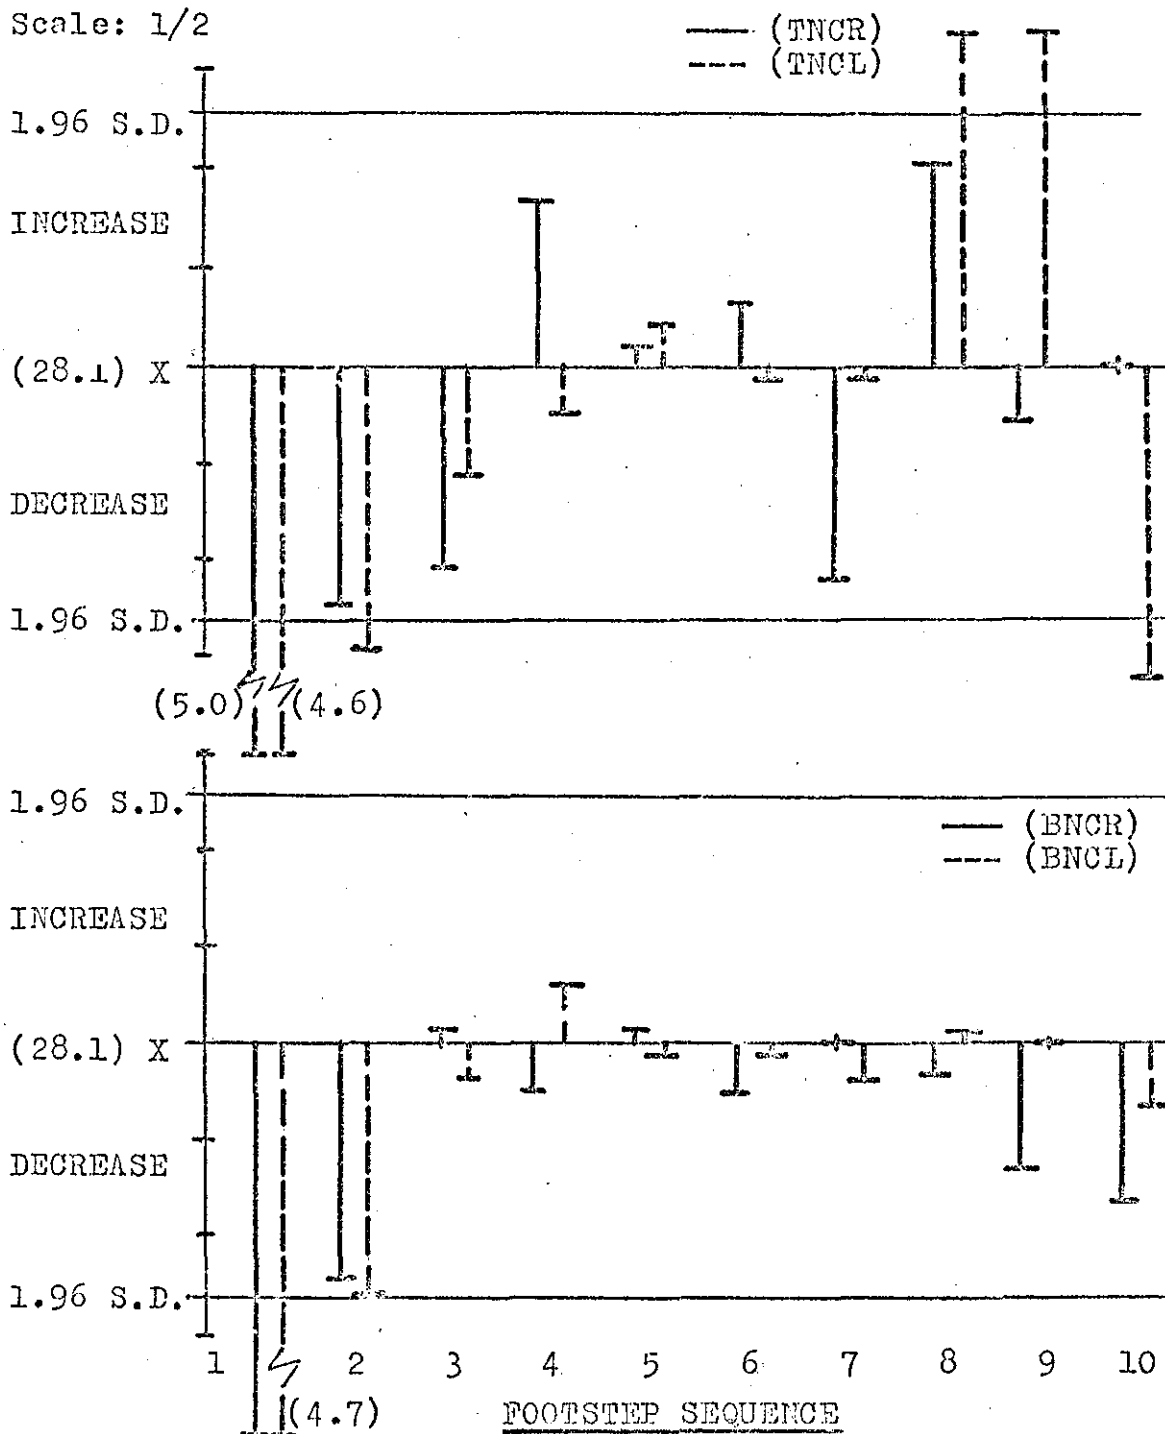 Scale: 1/2
(TNCR)
(TNCL)
1.96 S.D.
INCREASE
(28.1) X
DECREASE
1.96 S.D.
(5.0) (4.6)
1.96 S.D.
(BNCR)
(BNCL)
INCREASE
(28.1) X
DECREASE
1.96 S.D.
1 2 3 4 5 6 7 8 9 10
(4.7)
FOOTSTEP SEQUENCE